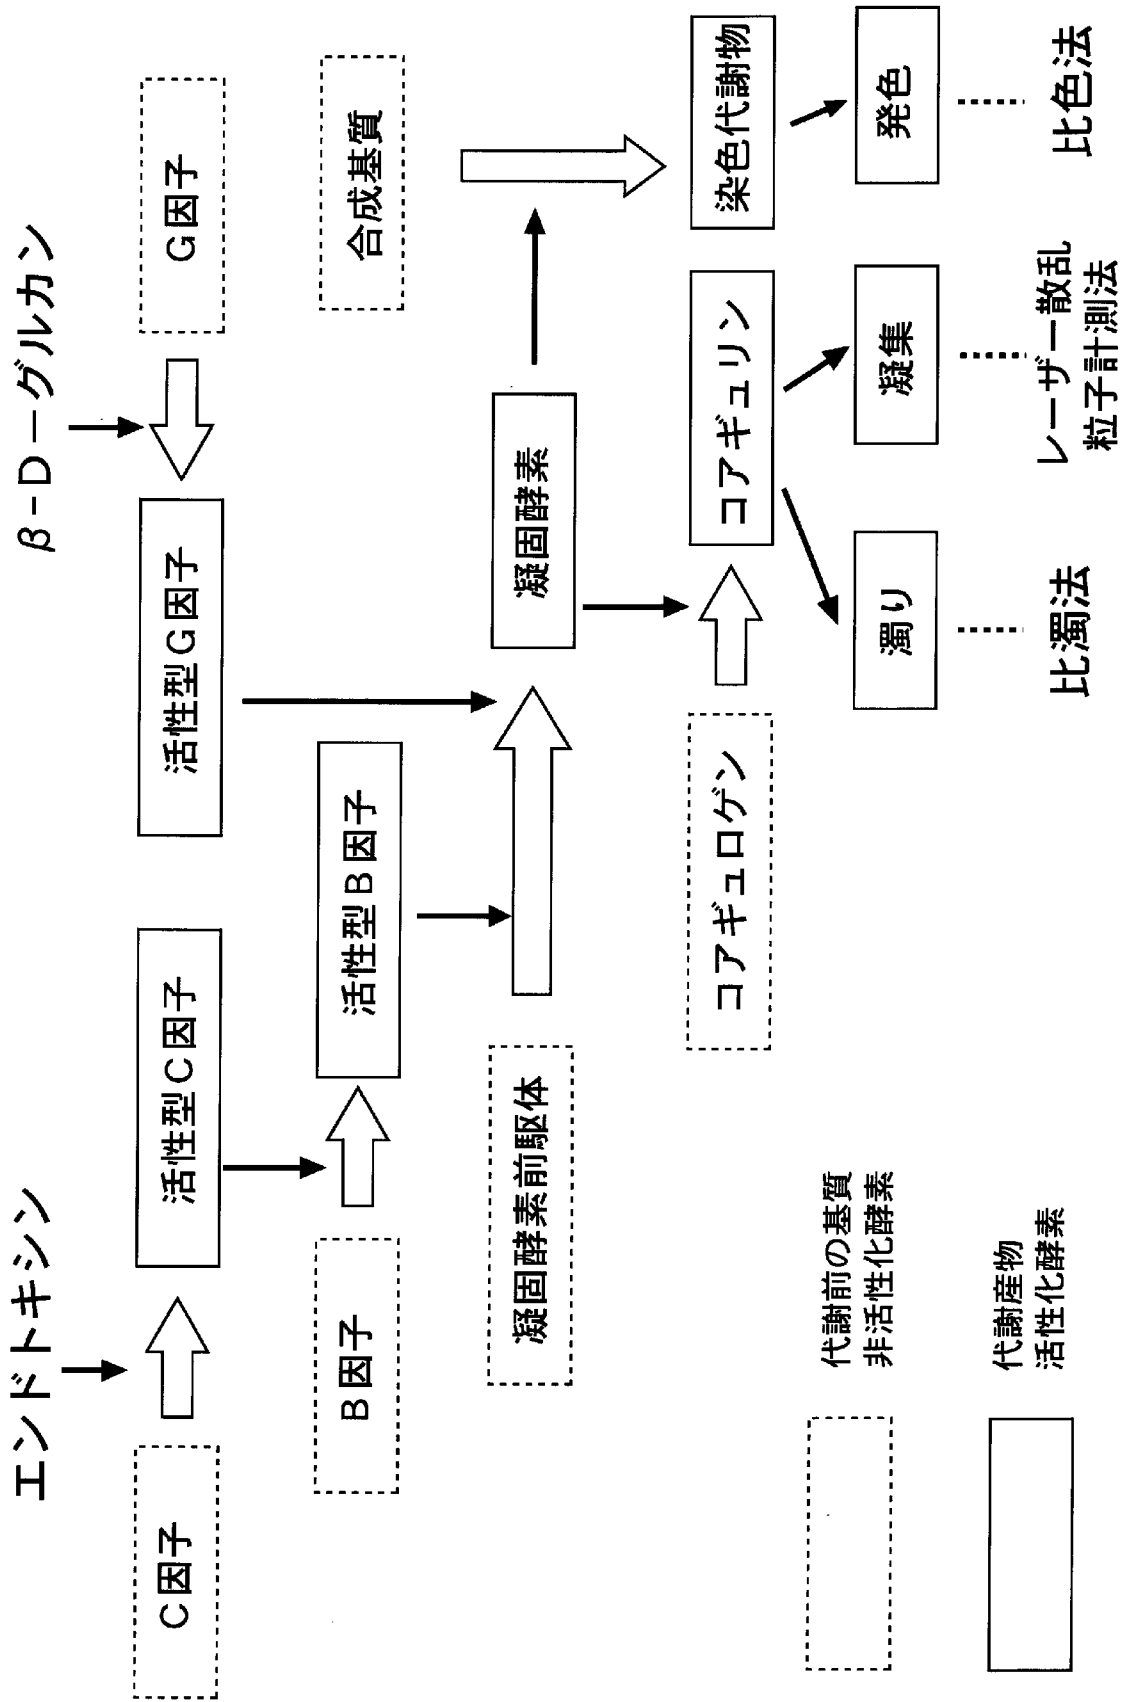 エンドトキシン
β-D-グルカン
C因子
活性型C因子
活性型G因子
G因子
B因子
活性型B因子
合成基質
凝固酵素前駆体
凝固酵素
コアギュロゲン
コアギュリン
染色代謝物
濁り
凝集
発色
比濁法
レーザー散乱
粒子計測法
比色法
代謝前の基質
非活性化酵素
代謝産物
活性化酵素